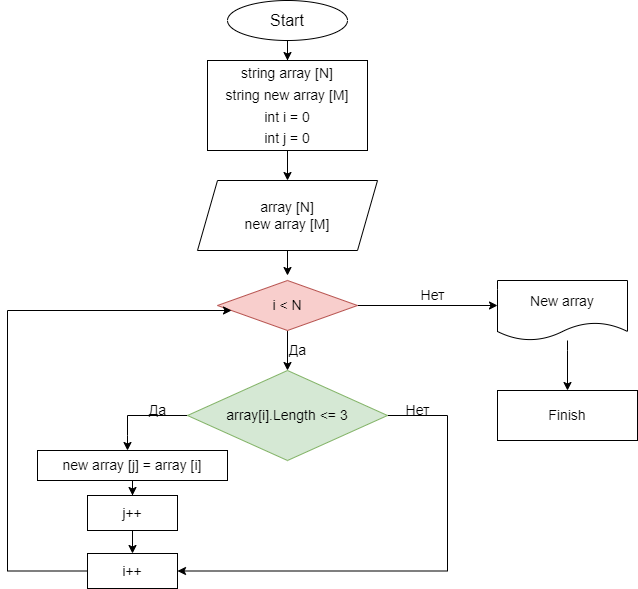 Start
string array [N]
string new array [M]
int i = 0
int j = 0
array [N]
new array [M]
i < N
Нет
New array
Да
Finish
array[i].Length <= 3
Да
Нет
new array [j] = array [i]
j++
i++